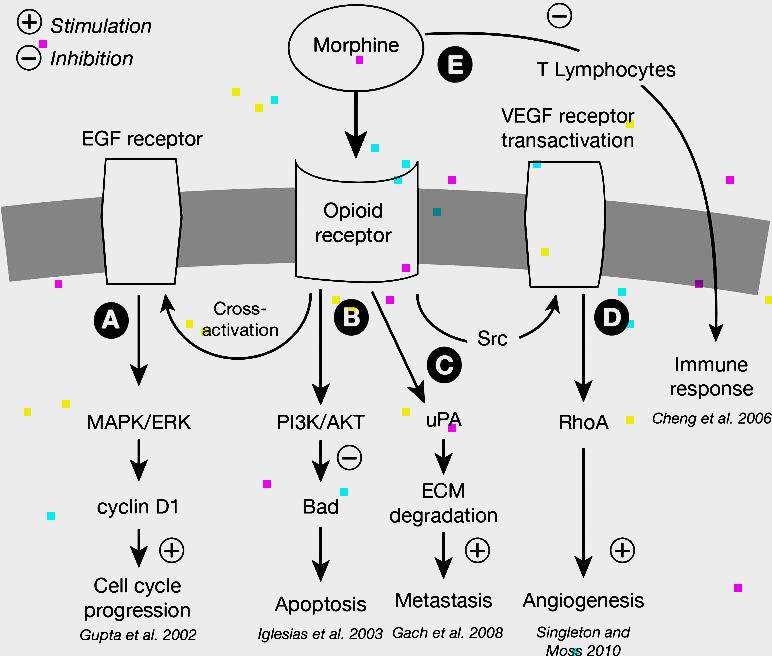 + Stimulation
− Inhibition
Morphine
−
E
T Lymphocytes
EGF receptor
VEGF receptor
transactivation
Opioid
receptor
A
Cross-
activation
B
C
Src
D
Immune
response
Cheng et al. 2006
MAPK/ERK
PI3K/AKT
uPA
RhoA
−
cyclin D1
Bad
ECM
degradation
+
+
+
Cell cycle
progression
Gupta et al. 2002
Apoptosis
Iglesias et al. 2003
Metastasis
Gach et al. 2008
Angiogenesis
Singleton and
Moss 2010